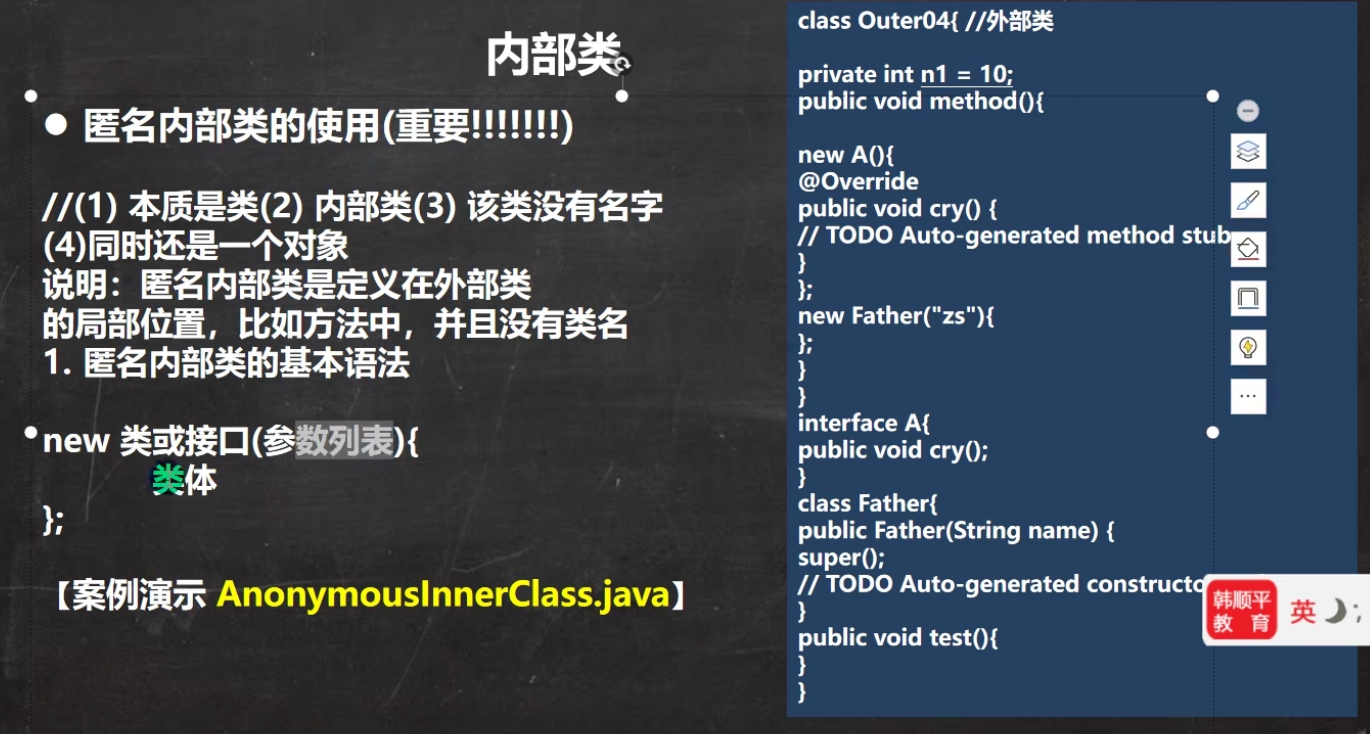 内部类
● 匿名内部类的使用(重要!!!!!!!)
//(1) 本质是类(2) 内部类(3) 该类没有名字
(4)同时还是一个对象
说明：匿名内部类是定义在外部类
的局部位置，比如方法中，并且没有类名
1. 匿名内部类的基本语法
new 类或接口(参数列表){
类体
};
【案例演示 AnonymousInnerClass.java】
class Outer04{ //外部类
private int n1 = 10;
public void method(){
new A(){
@Override
public void cry() {
// TODO Auto-generated method stub
}
};
new Father("zs"){
};
}
}
interface A{
public void cry();
}
class Father{
public Father(String name) {
super();
// TODO Auto-generated constructo
}
public void test(){
}
}
韩顺平
教 育
英 ;